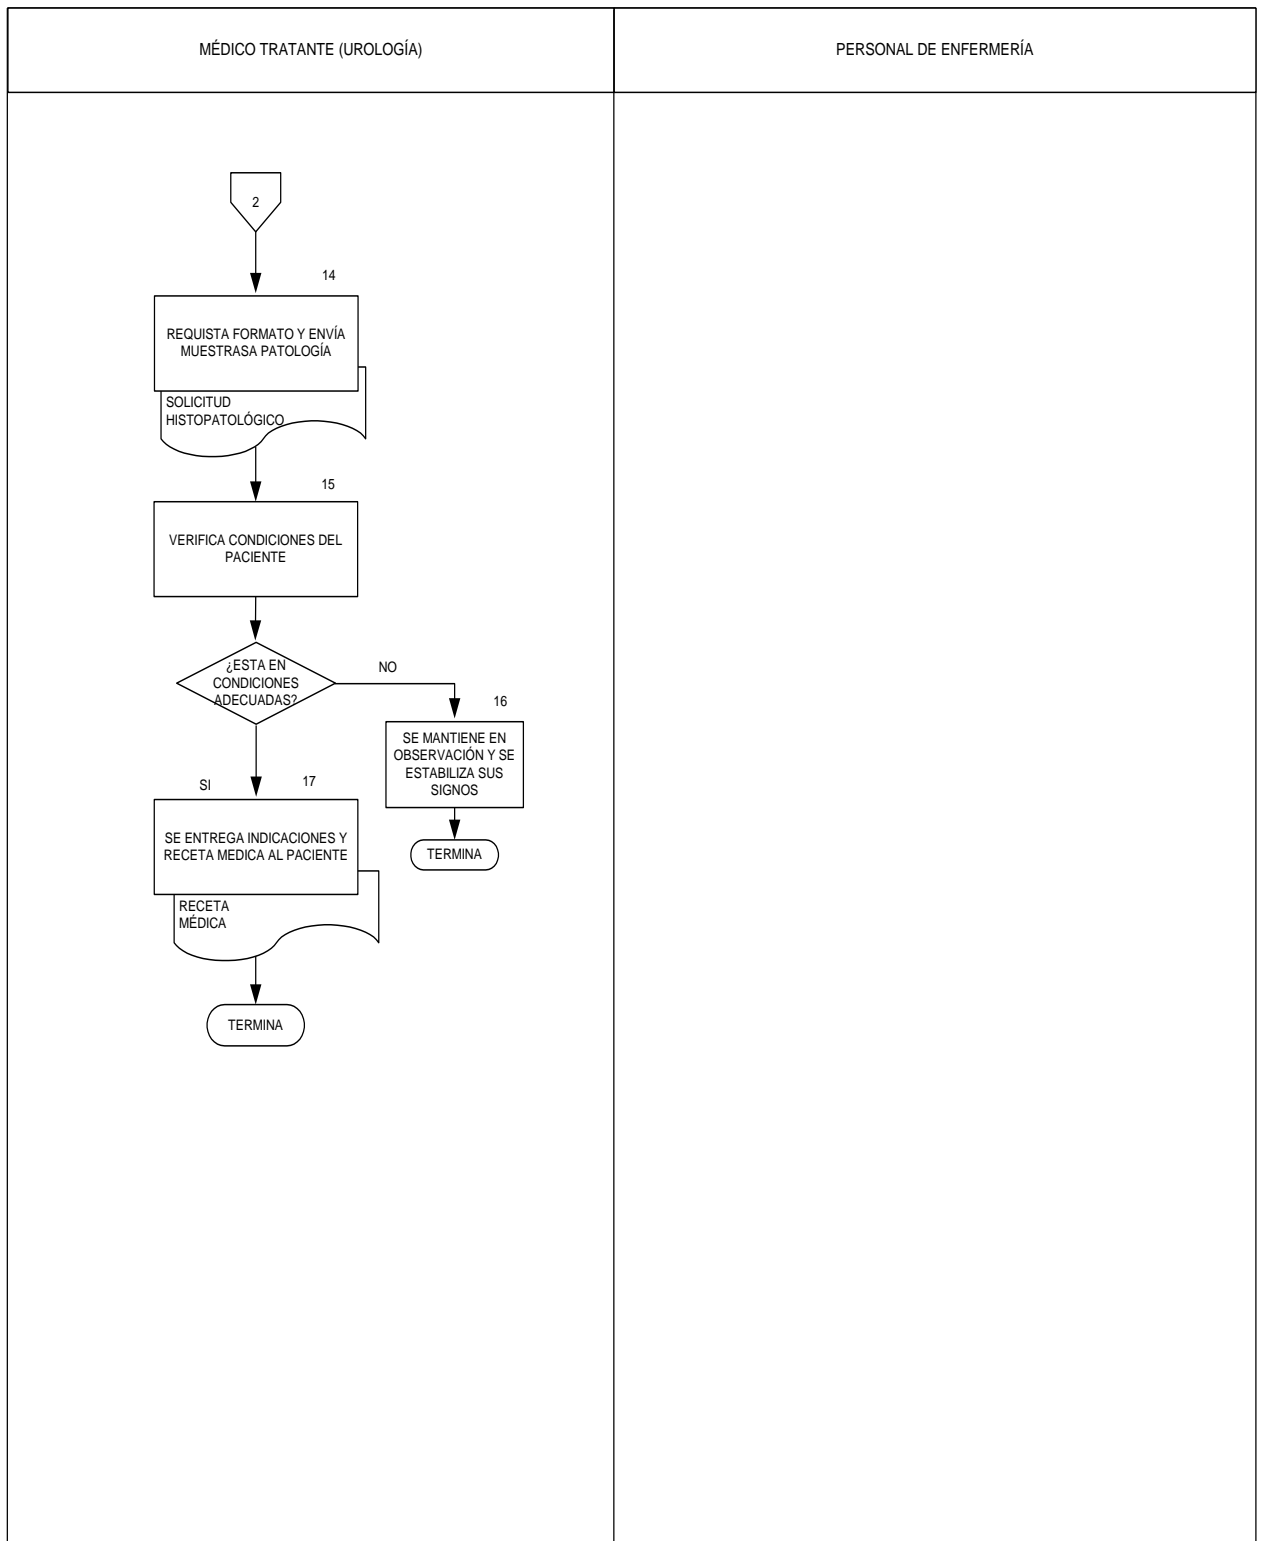 MÉDICO TRATANTE (UROLOGÍA)
PERSONAL DE ENFERMERÍA
2
14
REQUISTA FORMATO Y ENVÍA
MUESTRASA PATOLOGÍA
SOLICITUD
HISTOPATOLÓGICO
15
VERIFICA CONDICIONES DEL
PACIENTE
¿ESTA EN
CONDICIONES
ADECUADAS?
NO
16
SE MANTIENE EN
OBSERVACIÓN Y SE
ESTABILIZA SUS
SIGNOS
TERMINA
SI
17
SE ENTREGA INDICACIONES Y
RECETA MEDICA AL PACIENTE
RECETA
MÉDICA
TERMINA